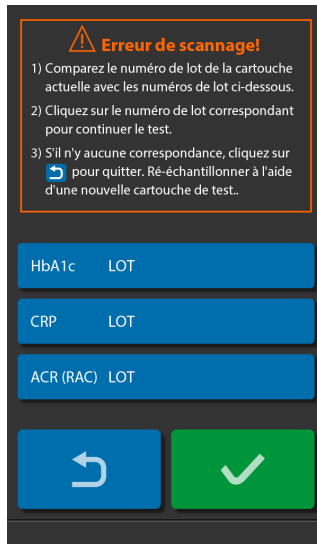 Erreur de scannage!
1) Comparez le numéro de lot de la cartouche
actuelle avec les numéros de lot ci-dessous.
2) Cliquez sur le numéro de lot correspondant
pour continuer le test.
3) S'il n'y aucune correspondance, cliquez sur
pour quitter. Ré-échantillonner à l'aide
d'une nouvelle cartouche de test..
HbA1c LOT
CRP LOT
ACR (RAC) LOT